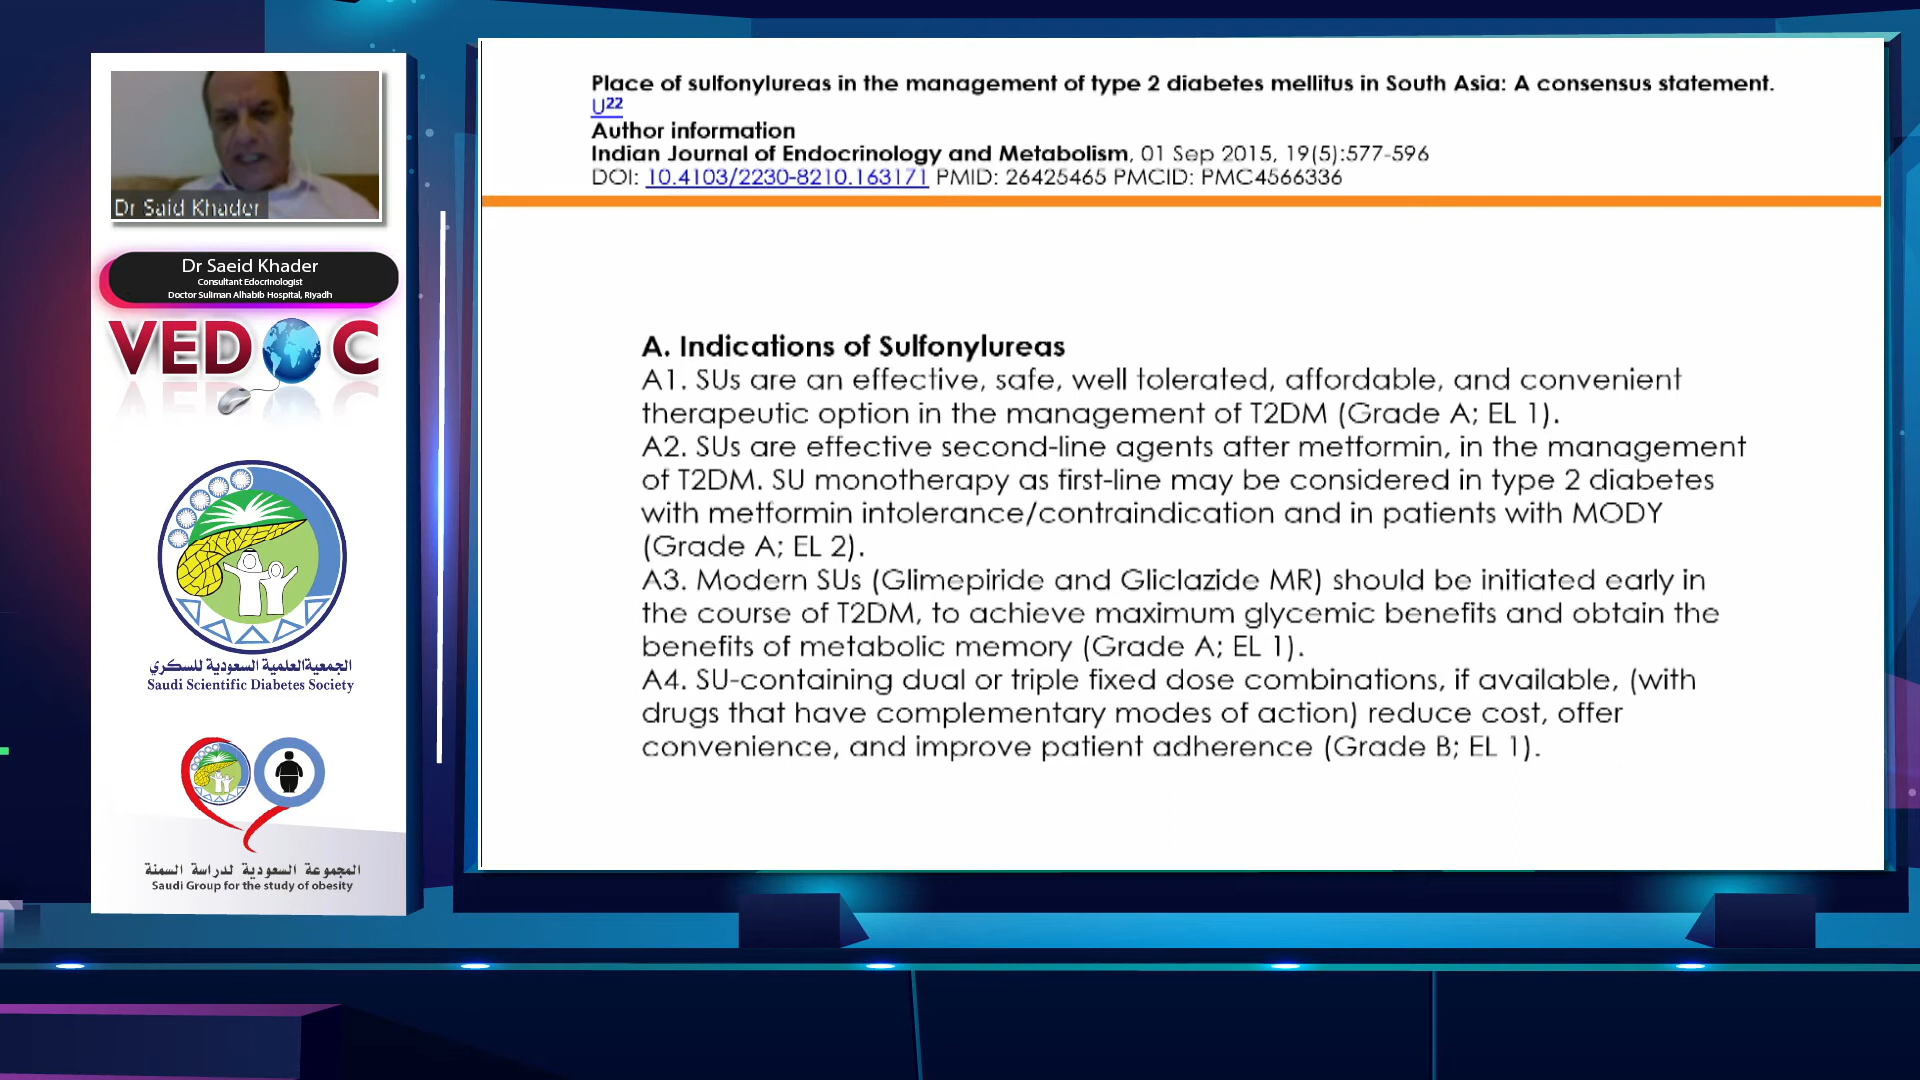 Dr Said Khader
Dr Saeid Khader
Consultant Edocrinologist
Doctor Suliman Alhabib Hospital, Riyadh
VEDOC
الجمعية العلمية السعودية للسكري
Saudi Scientific Diabetes Society
المجموعة السعودية لدراسة السمنة
Saudi Group for the study of obesity
Place of sulfonylureas in the management of type 2 diabetes mellitus in South Asia: A consensus statement.
U22
Author information
Indian Journal of Endocrinology and Metabolism, 01 Sep 2015, 19(5):577-596
DOI: 10.4103/2230-8210.163171 PMID: 26425465 PMCID: PMC4566336
A. Indications of Sulfonylureas
A1. SUs are an effective, safe, well tolerated, affordable, and convenient
therapeutic option in the management of T2DM (Grade A; EL 1).
A2. SUs are effective second-line agents after metformin, in the management
of T2DM. SU monotherapy as first-line may be considered in type 2 diabetes
with metformin intolerance/contraindication and in patients with MODY
(Grade A; EL 2).
A3. Modern SUs (Glimepiride and Gliclazide MR) should be initiated early in
the course of T2DM, to achieve maximum glycemic benefits and obtain the
benefits of metabolic memory (Grade A; EL 1).
A4. SU-containing dual or triple fixed dose combinations, if available, (with
drugs that have complementary modes of action) reduce cost, offer
convenience, and improve patient adherence (Grade B; EL 1).